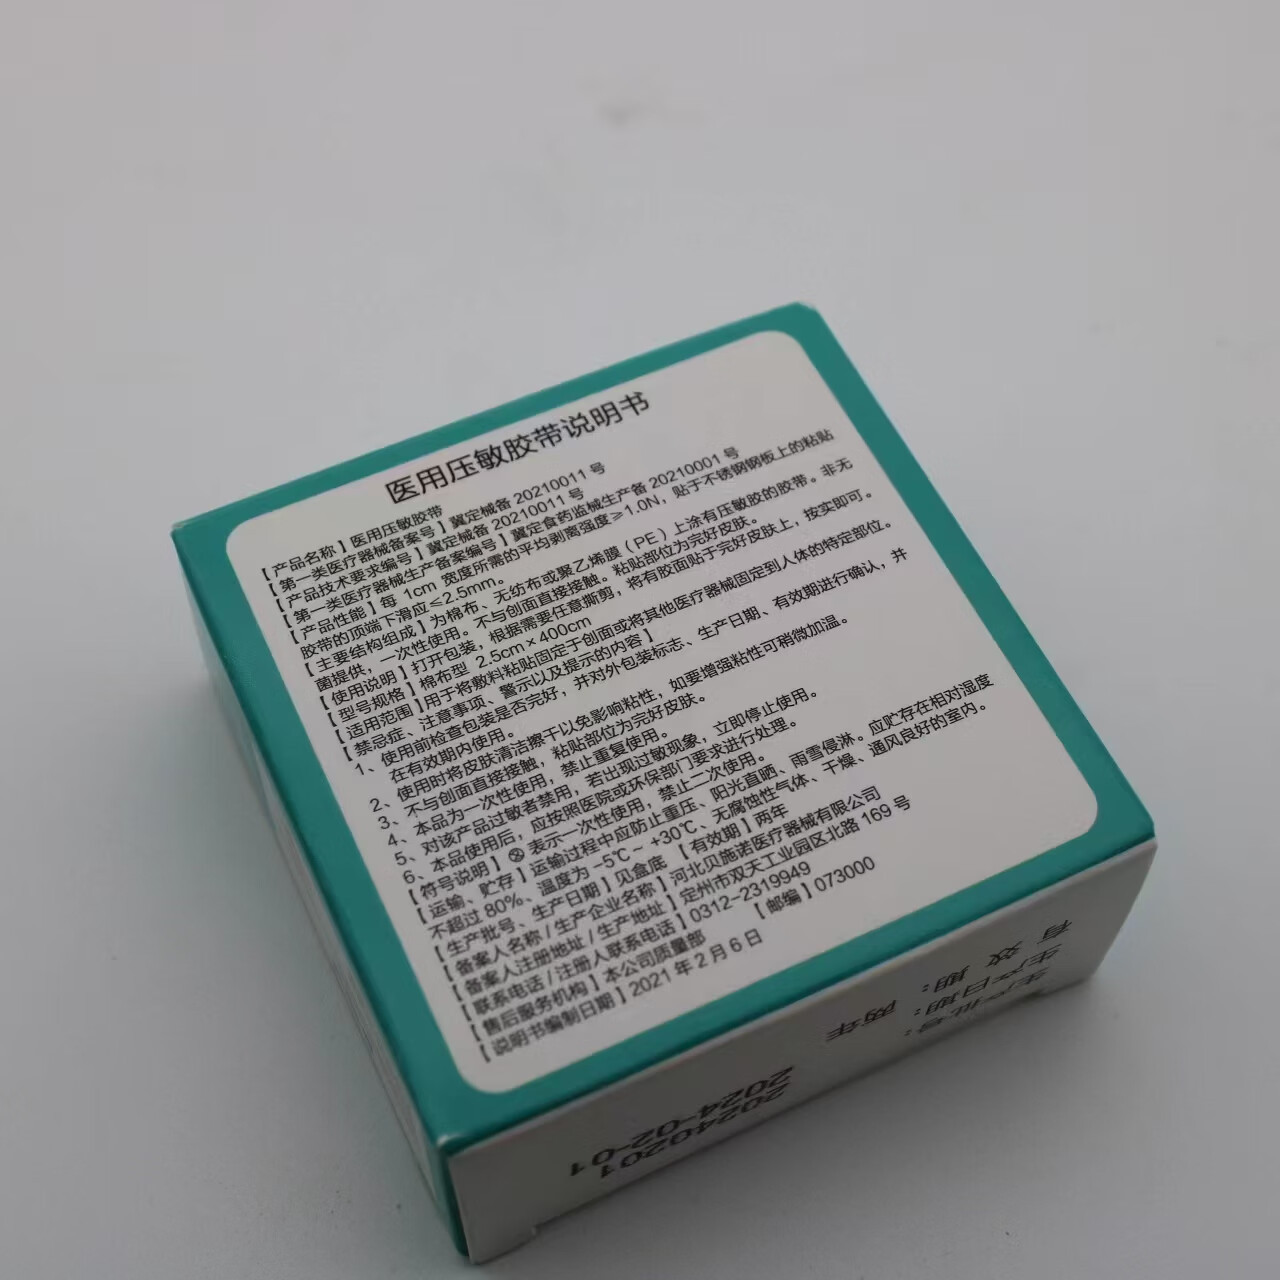 医用压敏胶带说明书
【产品名称】医用压敏胶带
【第一类医疗器械备案号】冀定械备 20210011 号
【产品技术要求编号】冀定械备 20210011 号
【第一类医疗器械生产备案编号】冀定食药监械生产备 20210001 号
【产品性能】每 1cm 宽度所需的平均剥离强度≥1.0N，贴于不锈钢钢板上的粘贴
胶带的顶端下滑应≤2.5mm。
【主要结构组成】为棉布、无纺布或聚乙烯膜（PE）上涂有压敏胶的胶带。非无
菌提供，一次性使用。不与创面直接接触。粘贴部位为完好皮肤。
【使用说明】打开包装，根据需要任意撕剪，将有胶面贴于完好皮肤上，按实即可。
【型号规格】棉布型 2.5cm×400cm
【适用范围】用于将敷料粘贴固定于创面或将其他医疗器械固定到人体的特定部位。
【禁忌症、注意事项、警示以及提示的内容】
1、使用前检查包装是否完好，并对外包装标志、生产日期、有效期进行确认，并
在有效期内使用。
2、使用时将皮肤清洁擦干以免影响粘性，如要增强粘性可稍微加温。
3、不与创面直接接触，粘贴部位为完好皮肤。
4、本品为一次性使用，禁止重复使用。
5、对该产品过敏者禁用，若出现过敏现象，立即停止使用。
6、本品使用后，应按照医院或环保部门要求进行处理。
【符号说明】⊗ 表示一次性使用，禁止二次使用。
【运输、贮存】运输过程中应防止重压、阳光直晒、雨雪侵淋。应贮存在相对湿度
不超过 80%、温度为 -5℃～+30℃、无腐蚀性气体、干燥、通风良好的室内。
【生产批号、生产日期】见盒底 【有效期】两年
【备案人名称/生产企业名称】河北贝施诺医疗器械有限公司
【备案人注册地址/生产地址】定州市双天工业园区北路 169 号
【联系电话/注册人联系电话】0312-2319949
【售后服务机构】本公司质量部 【邮编】073000
【说明书编制日期】2021 年 2 月 6 日
生产批号： 20240201
生产日期： 2024-02-01
有 效 期： 两年